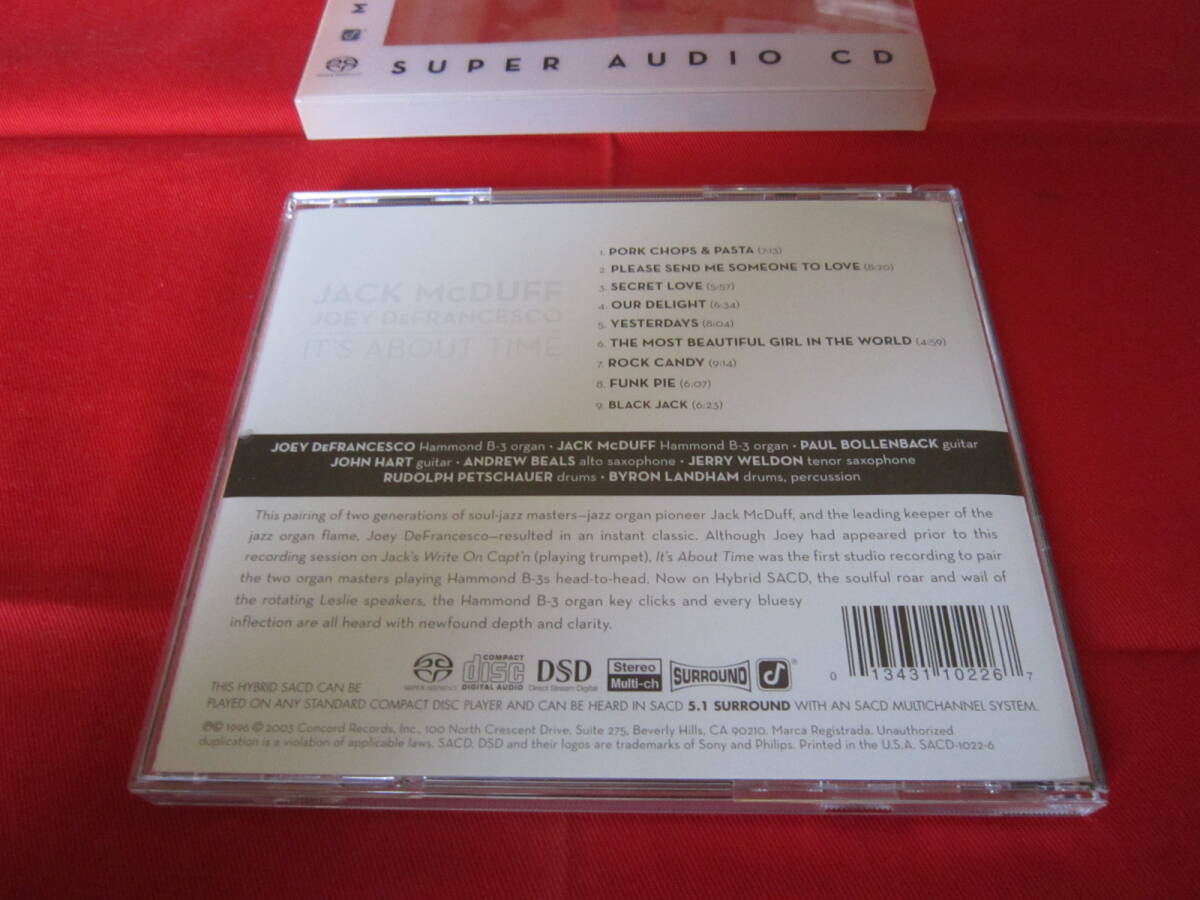 M
SUPER AUDIO CD
JACK McDUFF
JOEY DeFRANCESCO
IT'S ABOUT TIME
1. PORK CHOPS & PASTA (7:13)
2. PLEASE SEND ME SOMEONE TO LOVE (8:20)
3. SECRET LOVE (5:57)
4. OUR DELIGHT (6:34)
5. YESTERDAYS (8:04)
6. THE MOST BEAUTIFUL GIRL IN THE WORLD (4:59)
7. ROCK CANDY (9:14)
8. FUNK PIE (6:07)
9. BLACK JACK (6:23)
JOEY DeFRANCESCO Hammond B-3 organ • JACK McDUFF Hammond B-3 organ • PAUL BOLLENBACK guitar
JOHN HART guitar • ANDREW BEALS alto saxophone • JERRY WELDON tenor saxophone
RUDOLPH PETSCHAUER drums • BYRON LANDHAM drums, percussion
This pairing of two generations of soul-jazz masters—jazz organ pioneer Jack McDuff, and the leading keeper of the
jazz organ flame, Joey DeFrancesco—resulted in an instant classic. Although Joey had appeared prior to this
recording session on Jack's Write On Capt'n (playing trumpet), It's About Time was the first studio recording to pair
the two organ masters playing Hammond B-3s head-to-head. Now on Hybrid SACD, the soulful roar and wail of
the rotating Leslie speakers, the Hammond B-3 organ key clicks and every bluesy
inflection are all heard with newfound depth and clarity.
SUPER AUDIO CD
COMPACT
disc
DIGITAL AUDIO
DSD
Direct Stream Digital
Stereo
Multi-ch
SURROUND
®
0 13431 10226 7
THIS HYBRID SACD CAN BE
PLAYED ON ANY STANDARD COMPACT DISC PLAYER AND CAN BE HEARD IN SACD 5.1 SURROUND WITH AN SACD MULTICHANNEL SYSTEM.
℗© 1996 © 2003 Concord Records, Inc., 100 North Crescent Drive, Suite 275, Beverly Hills, CA 90210. Marca Registrada. Unauthorized
duplication is a violation of applicable laws. SACD, DSD and their logos are trademarks of Sony and Philips. Printed in the U.S.A. SACD-1022-6